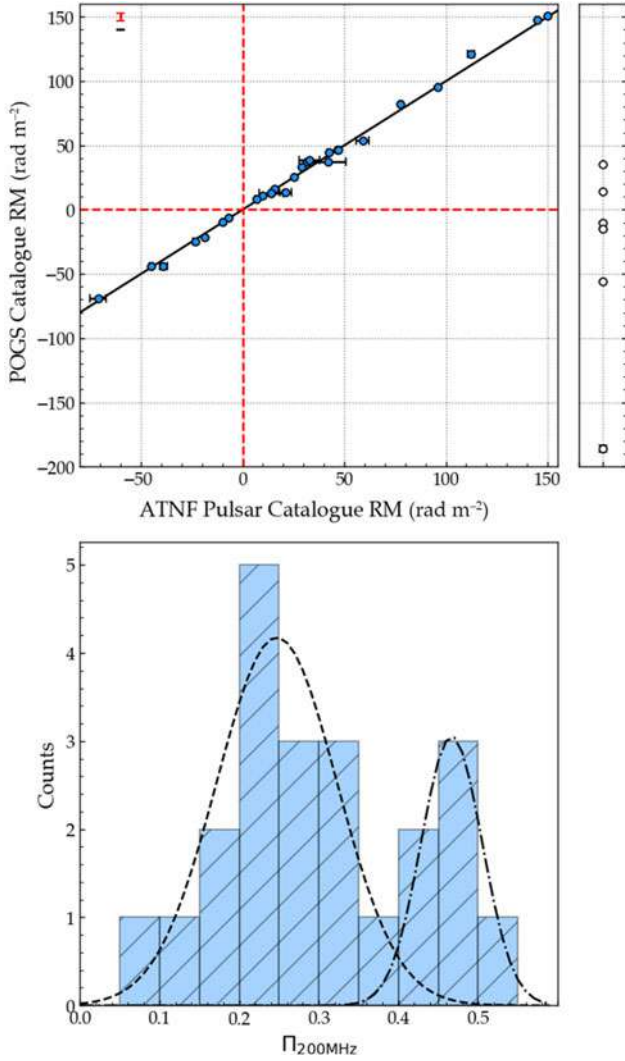 150
100
50
0
−50
−100
−150
−200
POGS Catalogue RM (rad m⁻²)
−50 0 50 100 150
ATNF Pulsar Catalogue RM (rad m⁻²)
5
4
3
2
1
0
Counts
0.0 0.1 0.2 0.3 0.4 0.5
Π200MHz